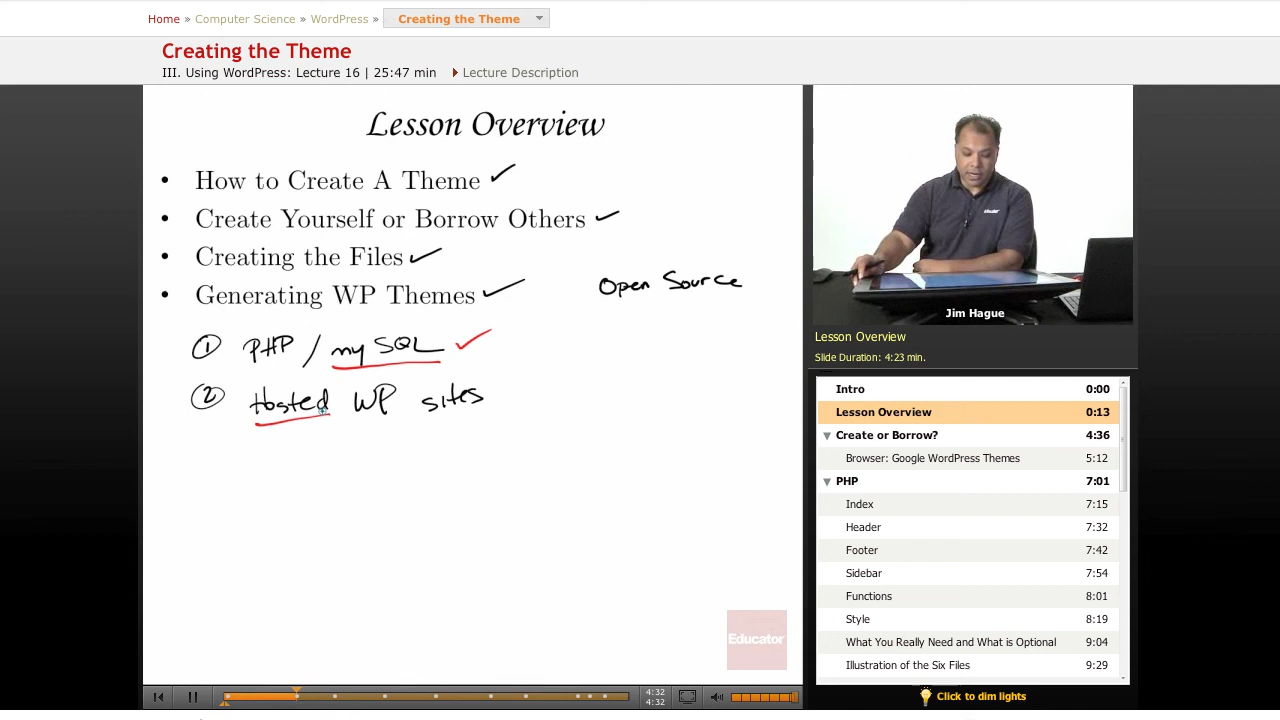 Home » Computer Science » WordPress » Creating the Theme
Creating the Theme
III. Using WordPress: Lecture 16 | 25:47 min Lecture Description
Lesson Overview
• How to Create A Theme
• Create Yourself or Borrow Others
• Creating the Files
• Generating WP Themes
Open Source
① PHP / my SQL
② Hosted WP sites
Educator
Jim Hague
Lesson Overview
Slide Duration: 4:23 min.
Intro 0:00
Lesson Overview 0:13
Create or Borrow? 4:36
Browser: Google WordPress Themes 5:12
PHP 7:01
Index 7:15
Header 7:32
Footer 7:42
Sidebar 7:54
Functions 8:01
Style 8:19
What You Really Need and What is Optional 9:04
Illustration of the Six Files 9:29
4:32
4:32
Click to dim lights